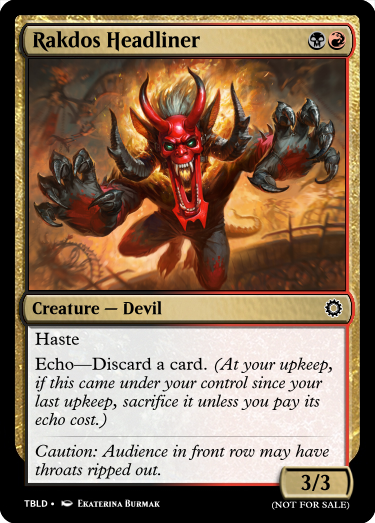 Rakdos Headliner
Creature — Devil
Haste
Echo—Discard a card. (At your upkeep,
if this came under your control since your
last upkeep, sacrifice it unless you pay its
echo cost.)
Caution: Audience in front row may have
throats ripped out.
3/3
TBLD • Ekaterina Burmak
(NOT FOR SALE)